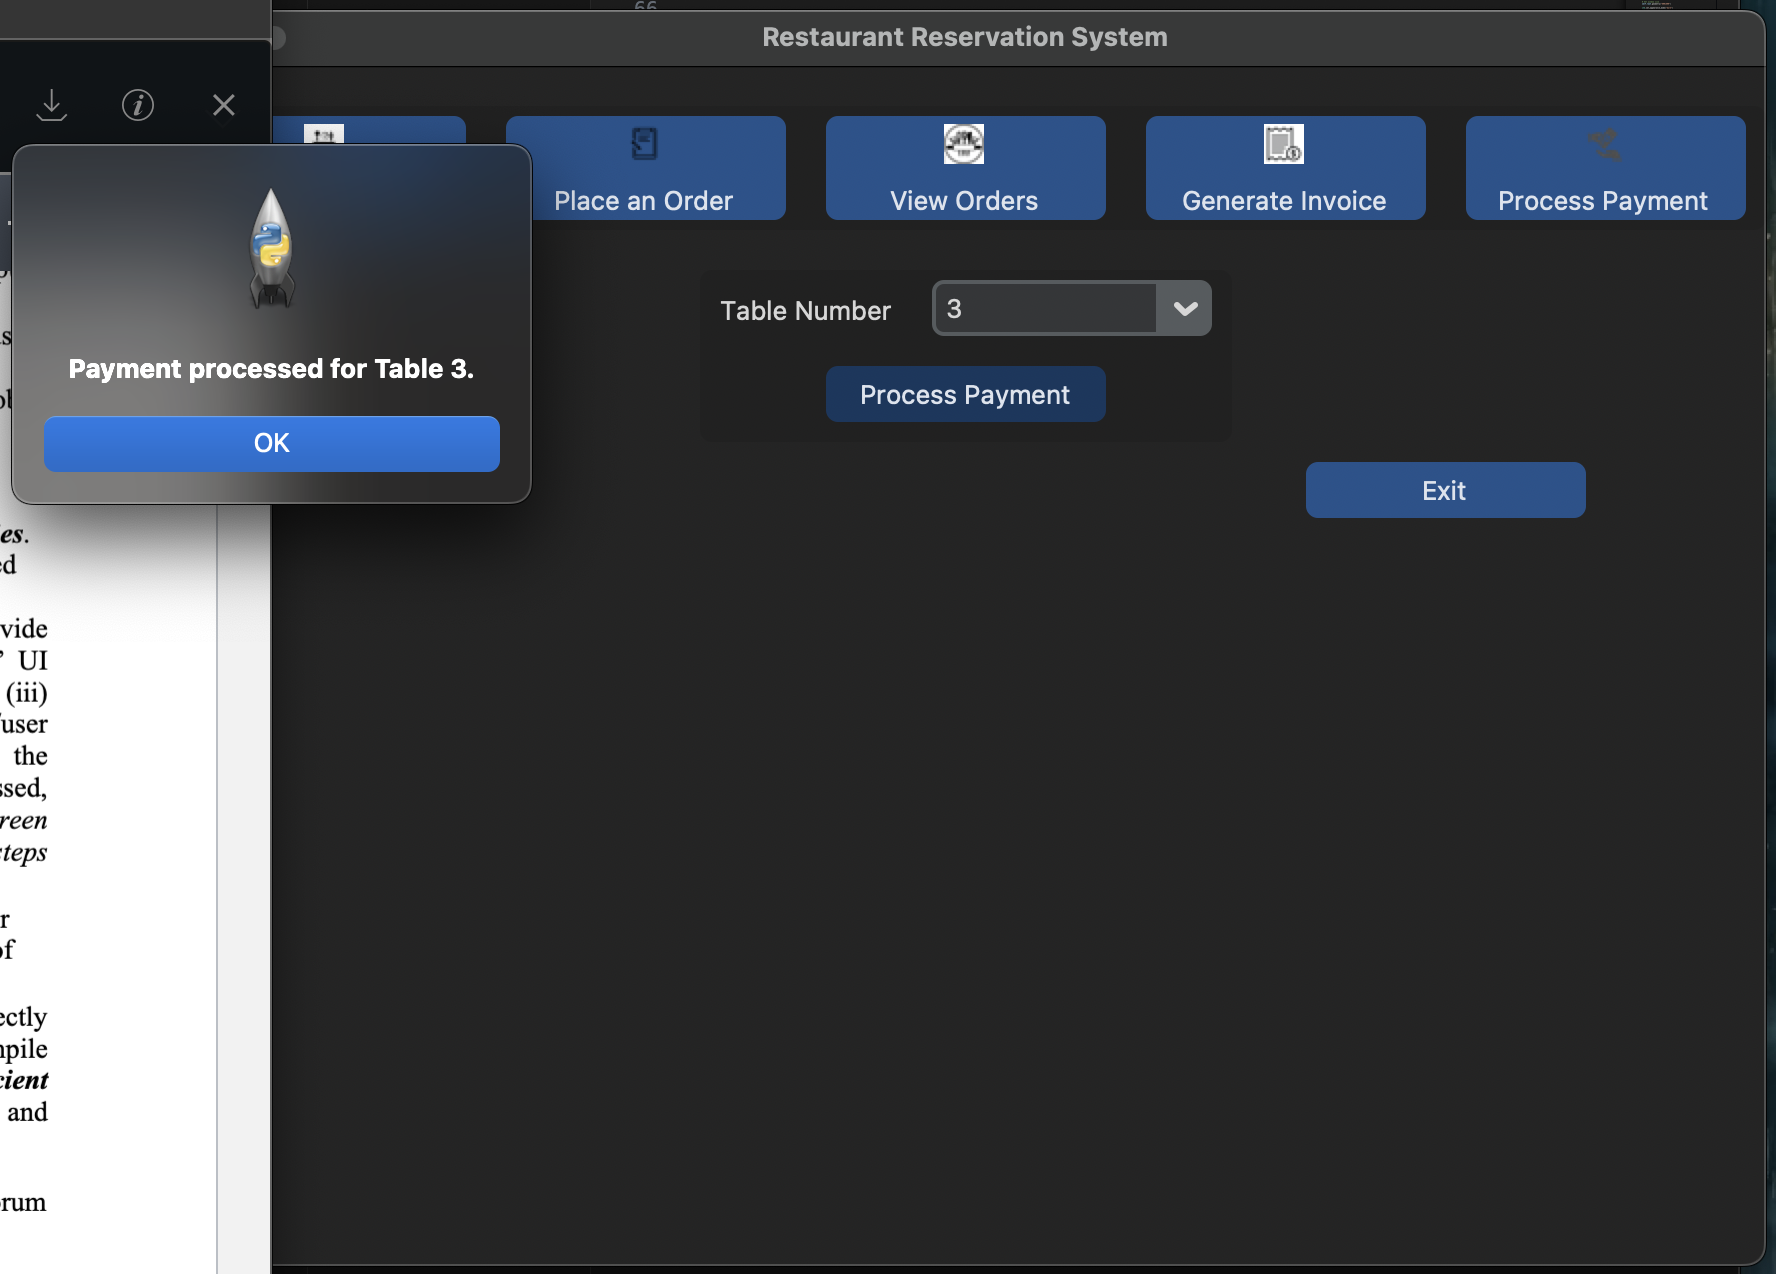 66
Restaurant Reservation System
Place an Order
View Orders
Generate Invoice
Process Payment
Table Number
3
Process Payment
Exit
Payment processed for Table 3.
OK
es.
ed
vide
’ UI
(iii)
user
the
ssed,
reen
steps
r
of
ectly
npile
cient
and
rum